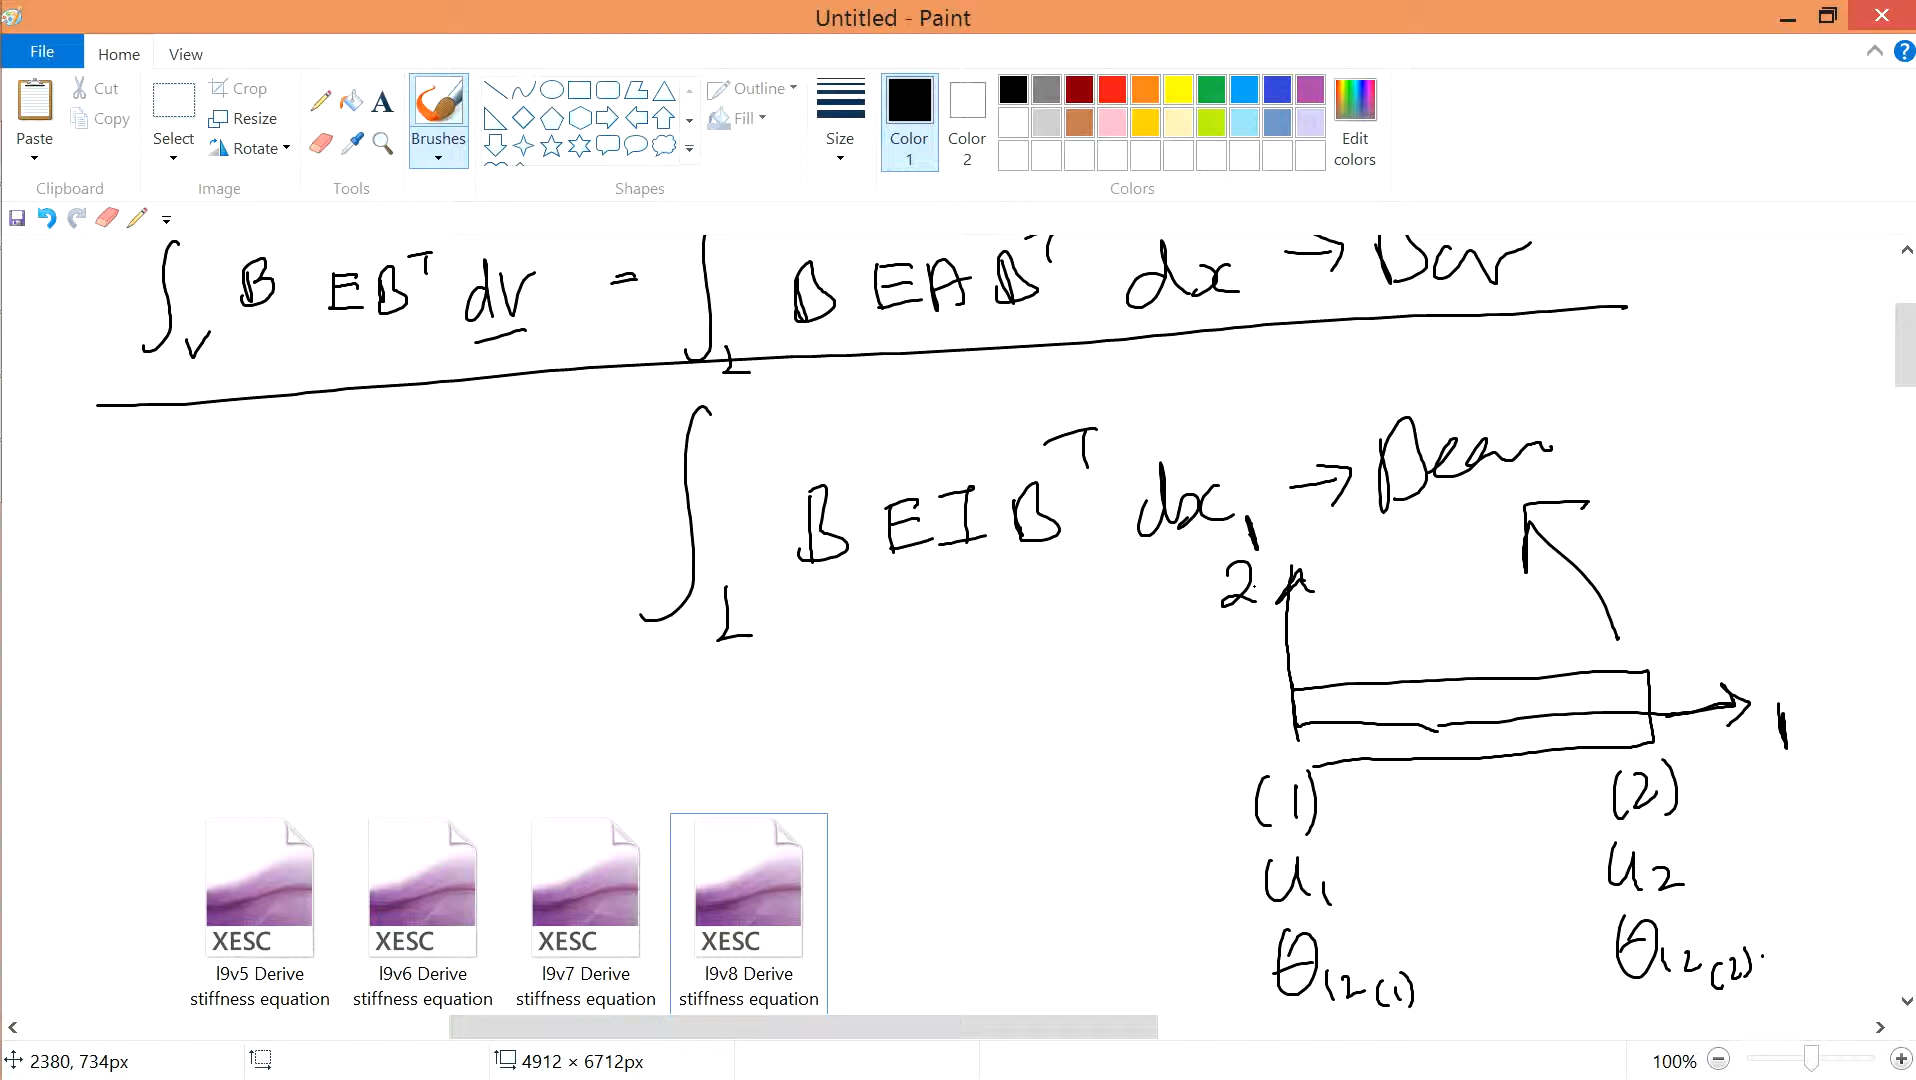 Untitled - Paint
File Home View
Paste Cut Copy Clipboard
Select Crop Resize Rotate Image
Tools
Brushes
Shapes
Outline Fill
Size
Color 1 Color 2
Edit colors
Colors
∫V B EBᵀ dV = ∫L B EA Bᵀ dx → Bar
∫L B EI Bᵀ dx₁ → Beam
2
1
(1) (2)
u₁ u₂
θ₁₂₍₁₎ θ₁₂₍₂₎.
XESC XESC XESC XESC
l9v5 Derive stiffness equation
l9v6 Derive stiffness equation
l9v7 Derive stiffness equation
l9v8 Derive stiffness equation
2380, 734px
4912 × 6712px
100%